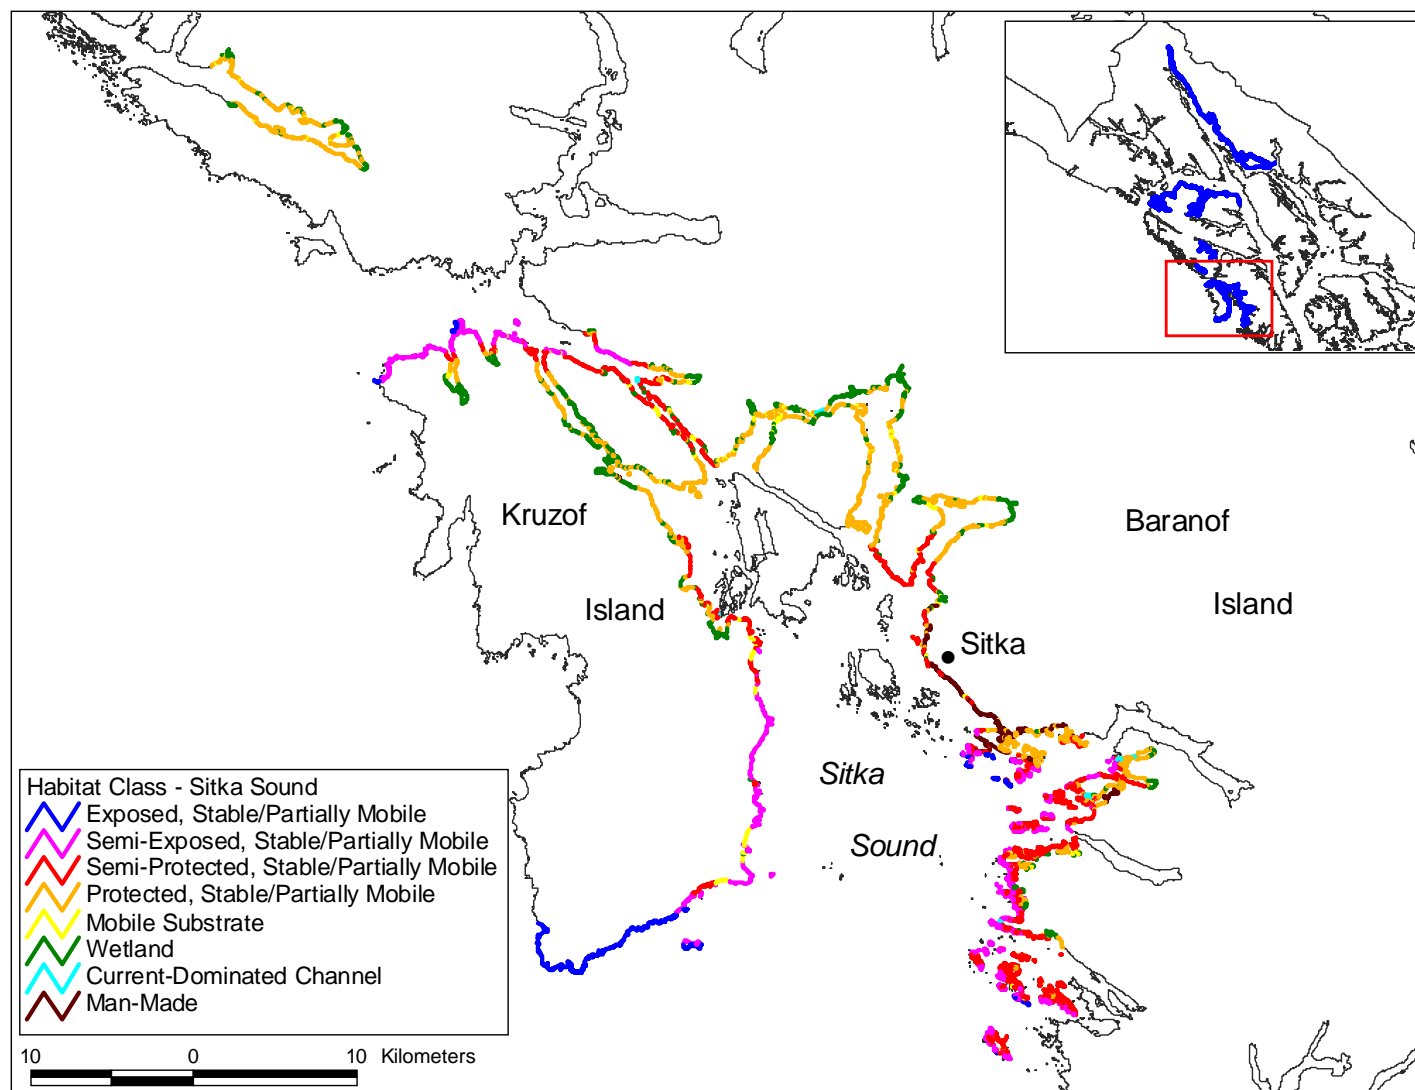 Kruzof
Island
Baranof
Island
Sitka
Sitka
Sound
Habitat Class - Sitka Sound
Exposed, Stable/Partially Mobile
Semi-Exposed, Stable/Partially Mobile
Semi-Protected, Stable/Partially Mobile
Protected, Stable/Partially Mobile
Mobile Substrate
Wetland
Current-Dominated Channel
Man-Made
10 0 10 Kilometers